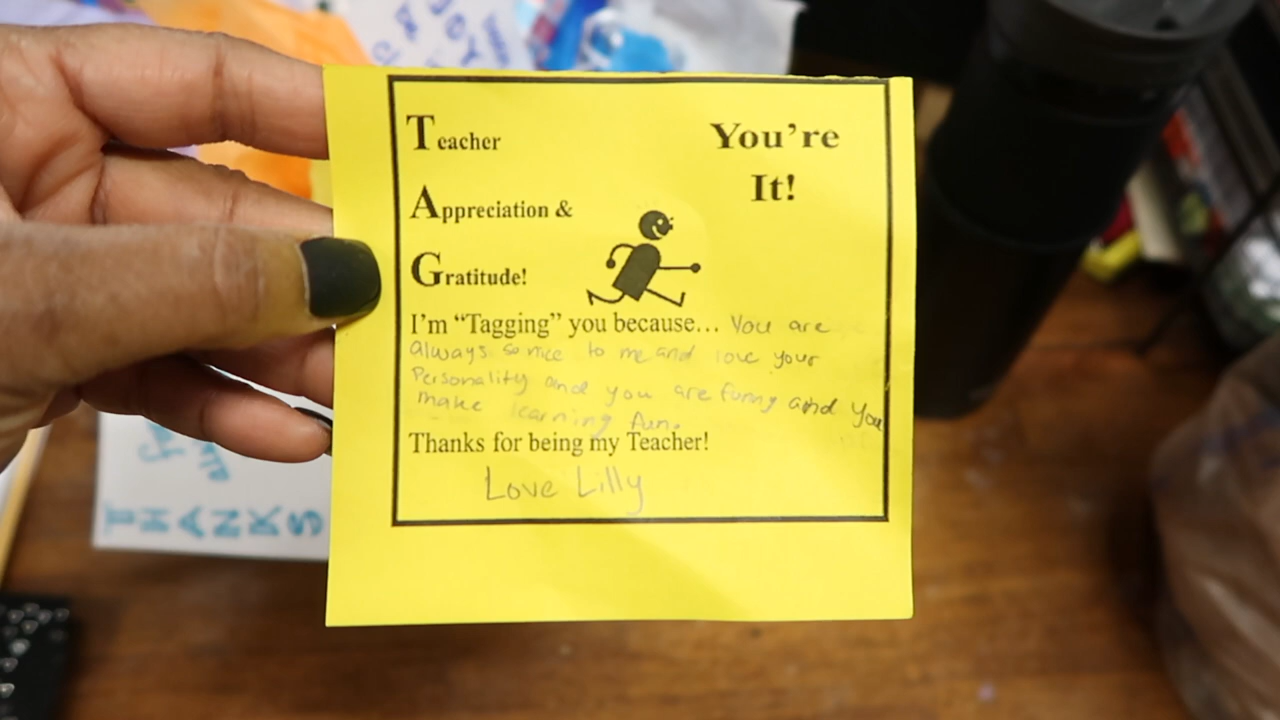 Teacher
You're
Appreciation &
It!
Gratitude!
I'm “Tagging” you because... You are
always so nice to me and love your
Personality and you are funny and You
make learning fun.
Thanks for being my Teacher!
Love Lilly
THANKS